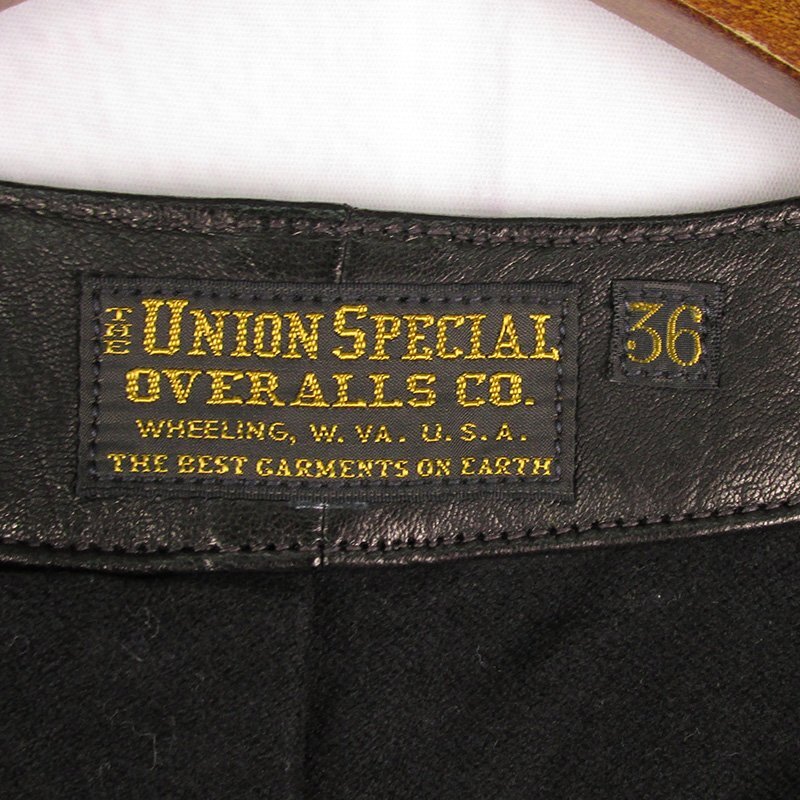 THE UNION SPECIAL
OVERALLS CO.
WHEELING, W. VA. U.S.A.
THE BEST GARMENTS ON EARTH
36